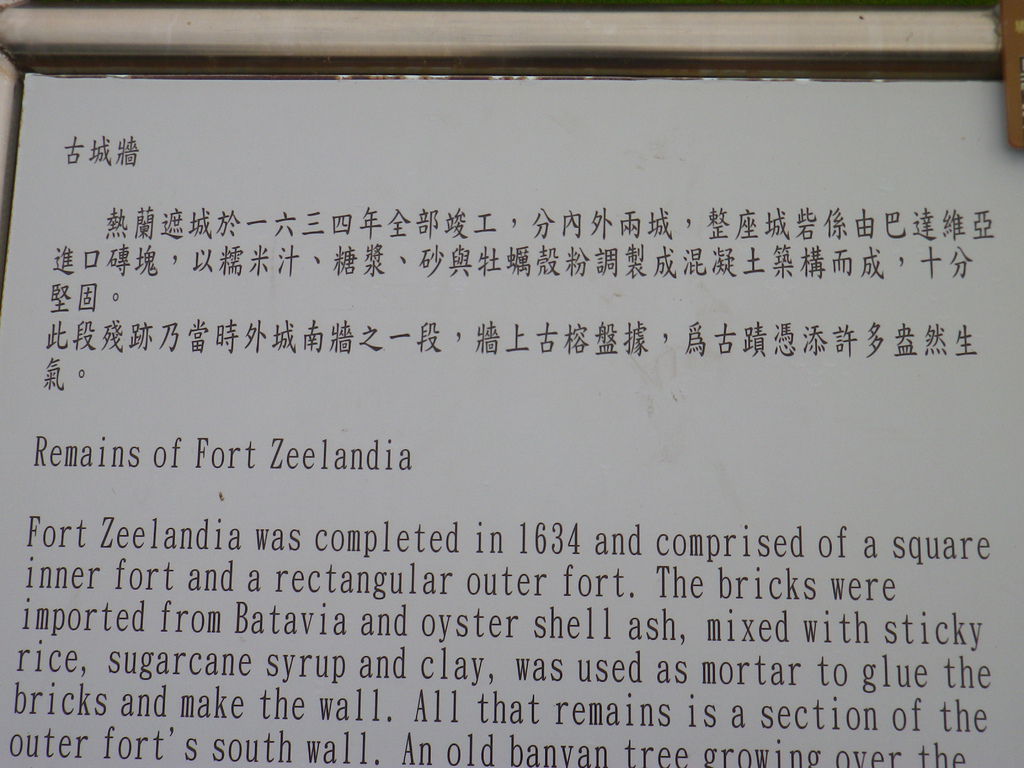 古城牆
熱蘭遮城於一六三四年全部竣工，分內外兩城，整座城砦係由巴達維亞
進口磚塊，以糯米汁、糖漿、砂與牡蠣殼粉調製成混凝土築構而成，十分
堅固。
此段殘跡乃當時外城南牆之一段，牆上古榕盤據，爲古蹟憑添許多盎然生
氣。
Remains of Fort Zeelandia
Fort Zeelandia was completed in 1634 and comprised of a square
inner fort and a rectangular outer fort. The bricks were
imported from Batavia and oyster shell ash, mixed with sticky
rice, sugarcane syrup and clay, was used as mortar to glue the
bricks and make the wall. All that remains is a section of the
outer fort's south wall. An old banyan tree growing over the